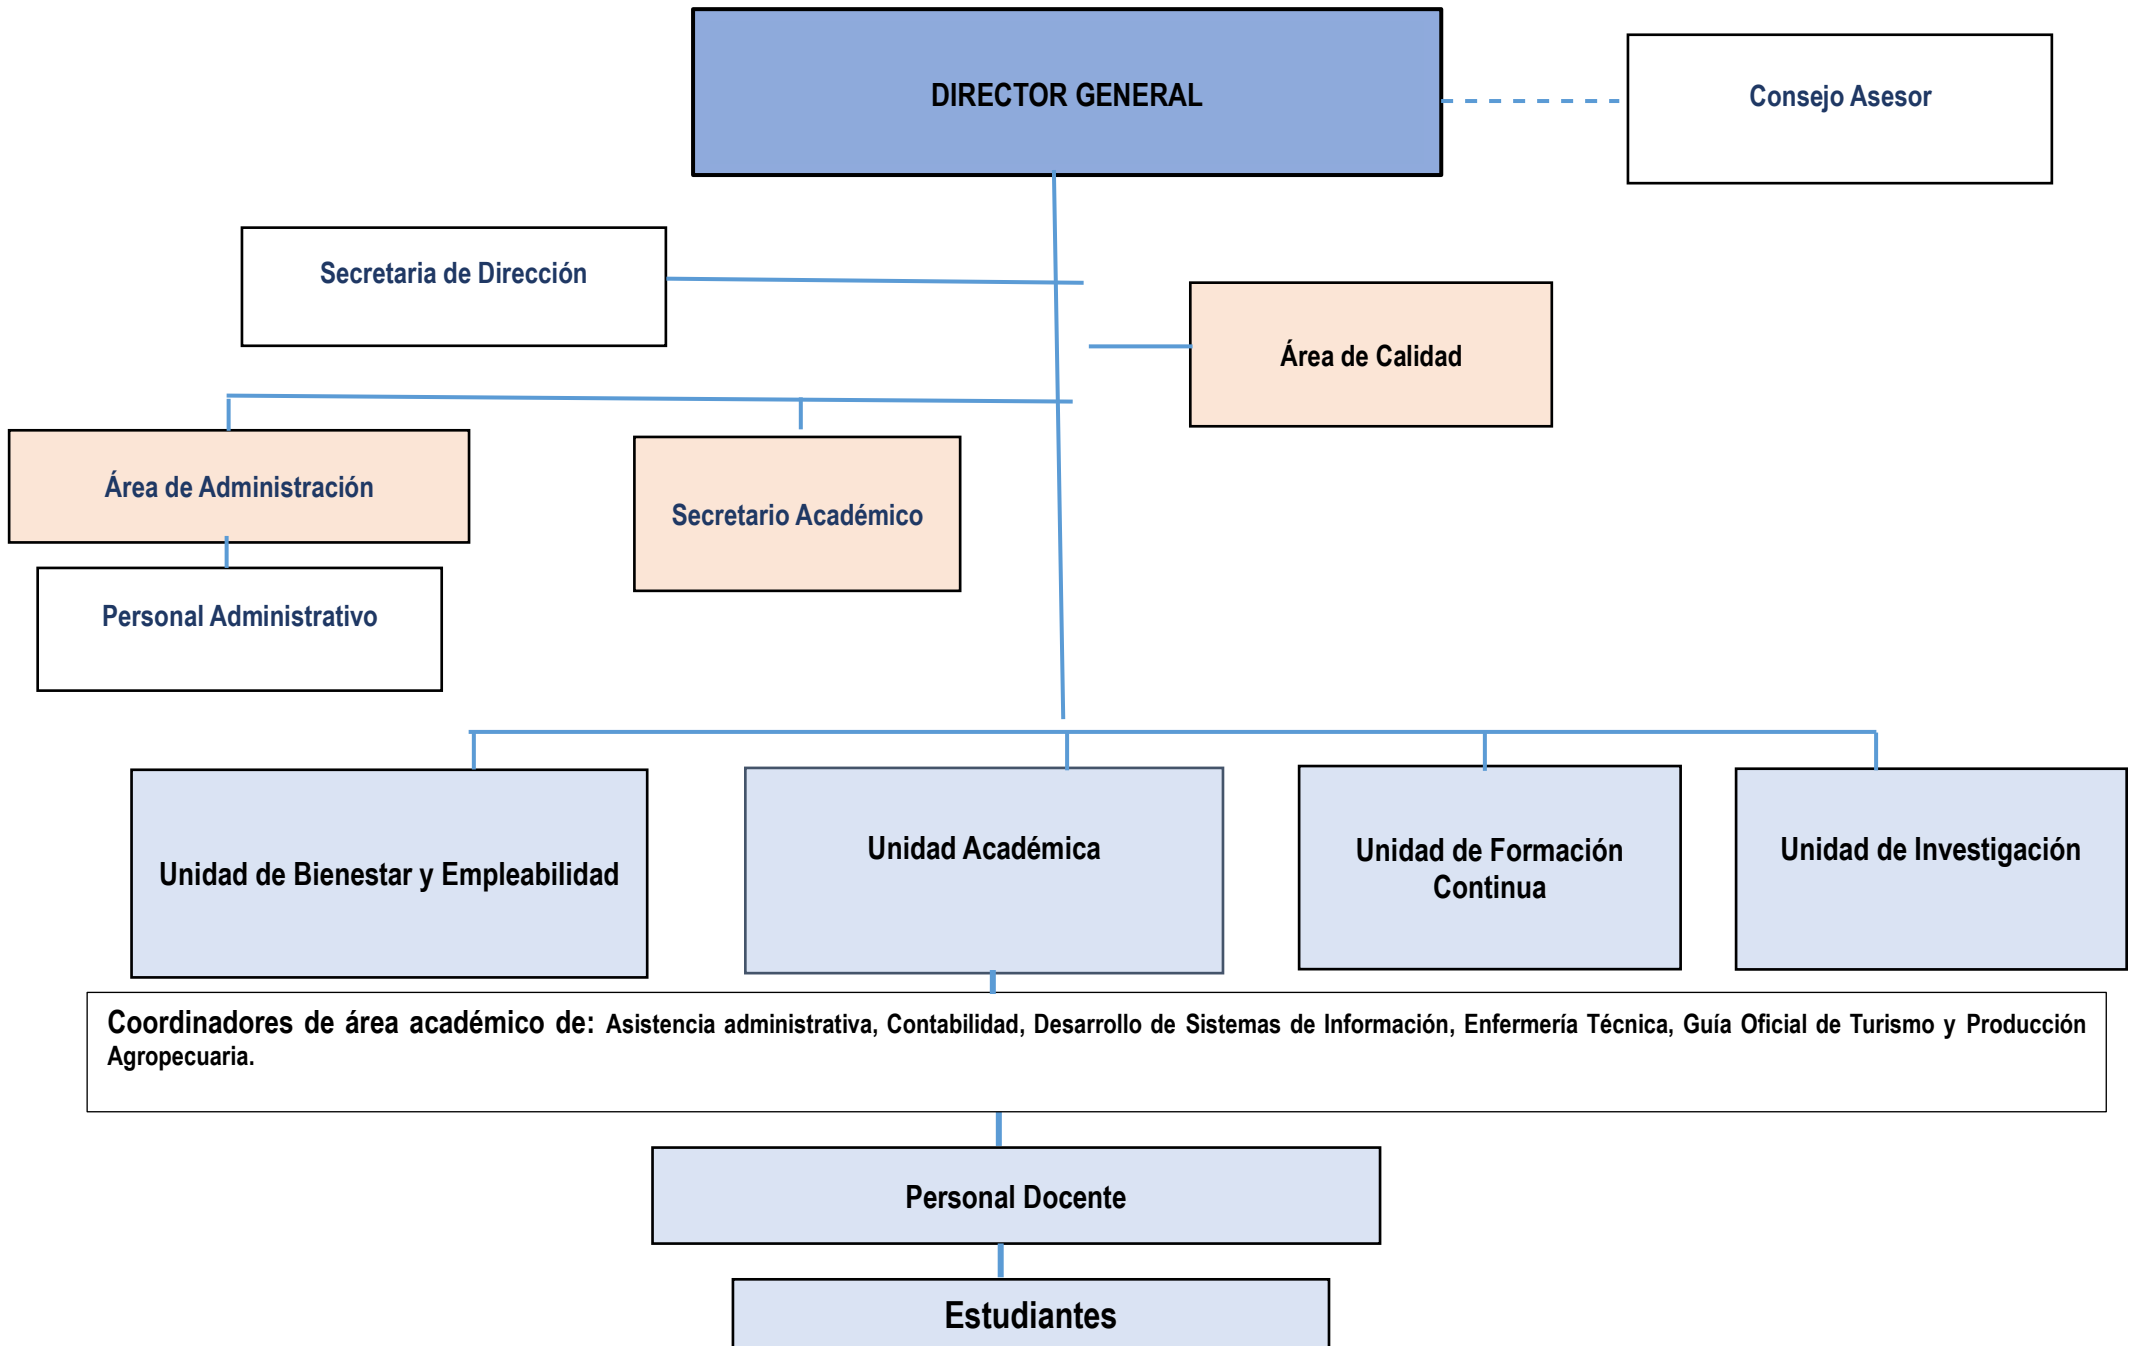 DIRECTOR GENERAL
Consejo Asesor
Secretaria de Dirección
Área de Calidad
Área de Administración
Secretario Académico
Personal Administrativo
Unidad de Bienestar y Empleabilidad
Unidad Académica
Unidad de Formación
Continua
Unidad de Investigación
Coordinadores de área académico de: Asistencia administrativa, Contabilidad, Desarrollo de Sistemas de Información, Enfermería Técnica, Guía Oficial de Turismo y Producción
Agropecuaria.
Personal Docente
Estudiantes